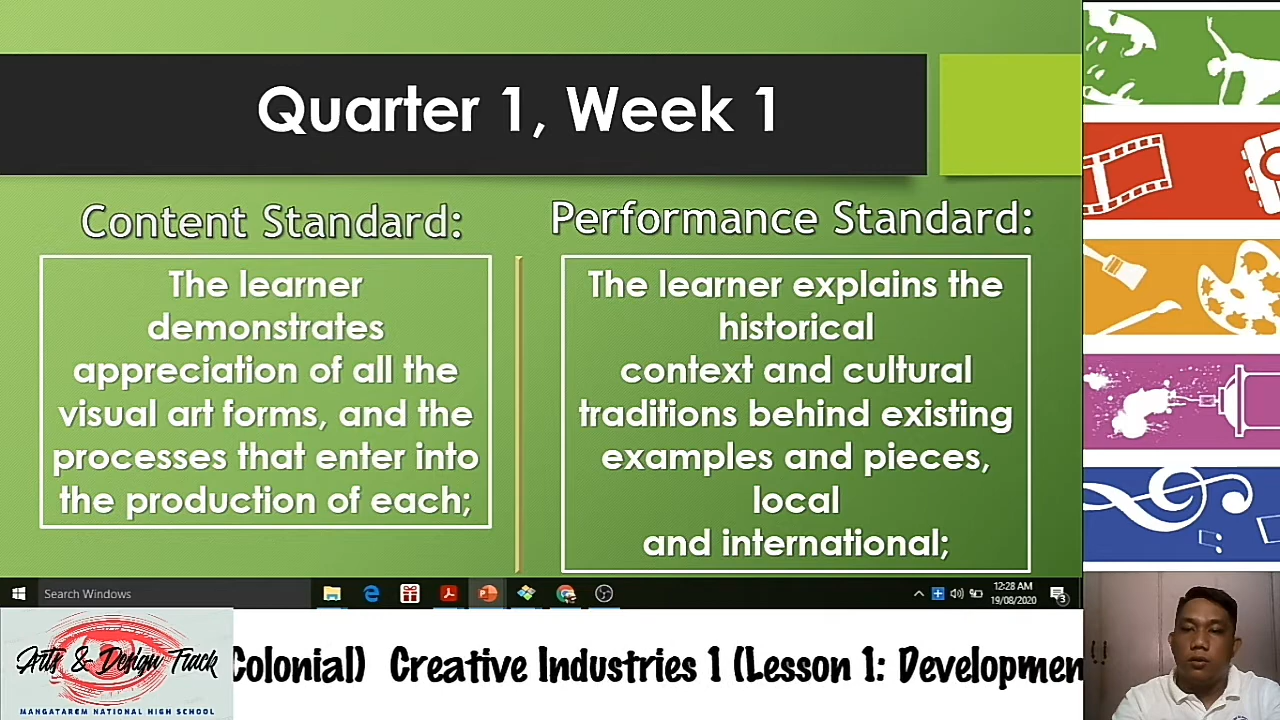 Quarter 1, Week 1
Content Standard:
The learner
demonstrates
appreciation of all the
visual art forms, and the
processes that enter into
the production of each;
Performance Standard:
The learner explains the
historical
context and cultural
traditions behind existing
examples and pieces,
local
and international;
Search Windows
12:28 AM
19/08/2020
3
Arts & Design Track
MANGATAREM NATIONAL HIGH SCHOOL
Colonial) Creative Industries 1 (Lesson 1: Developmen